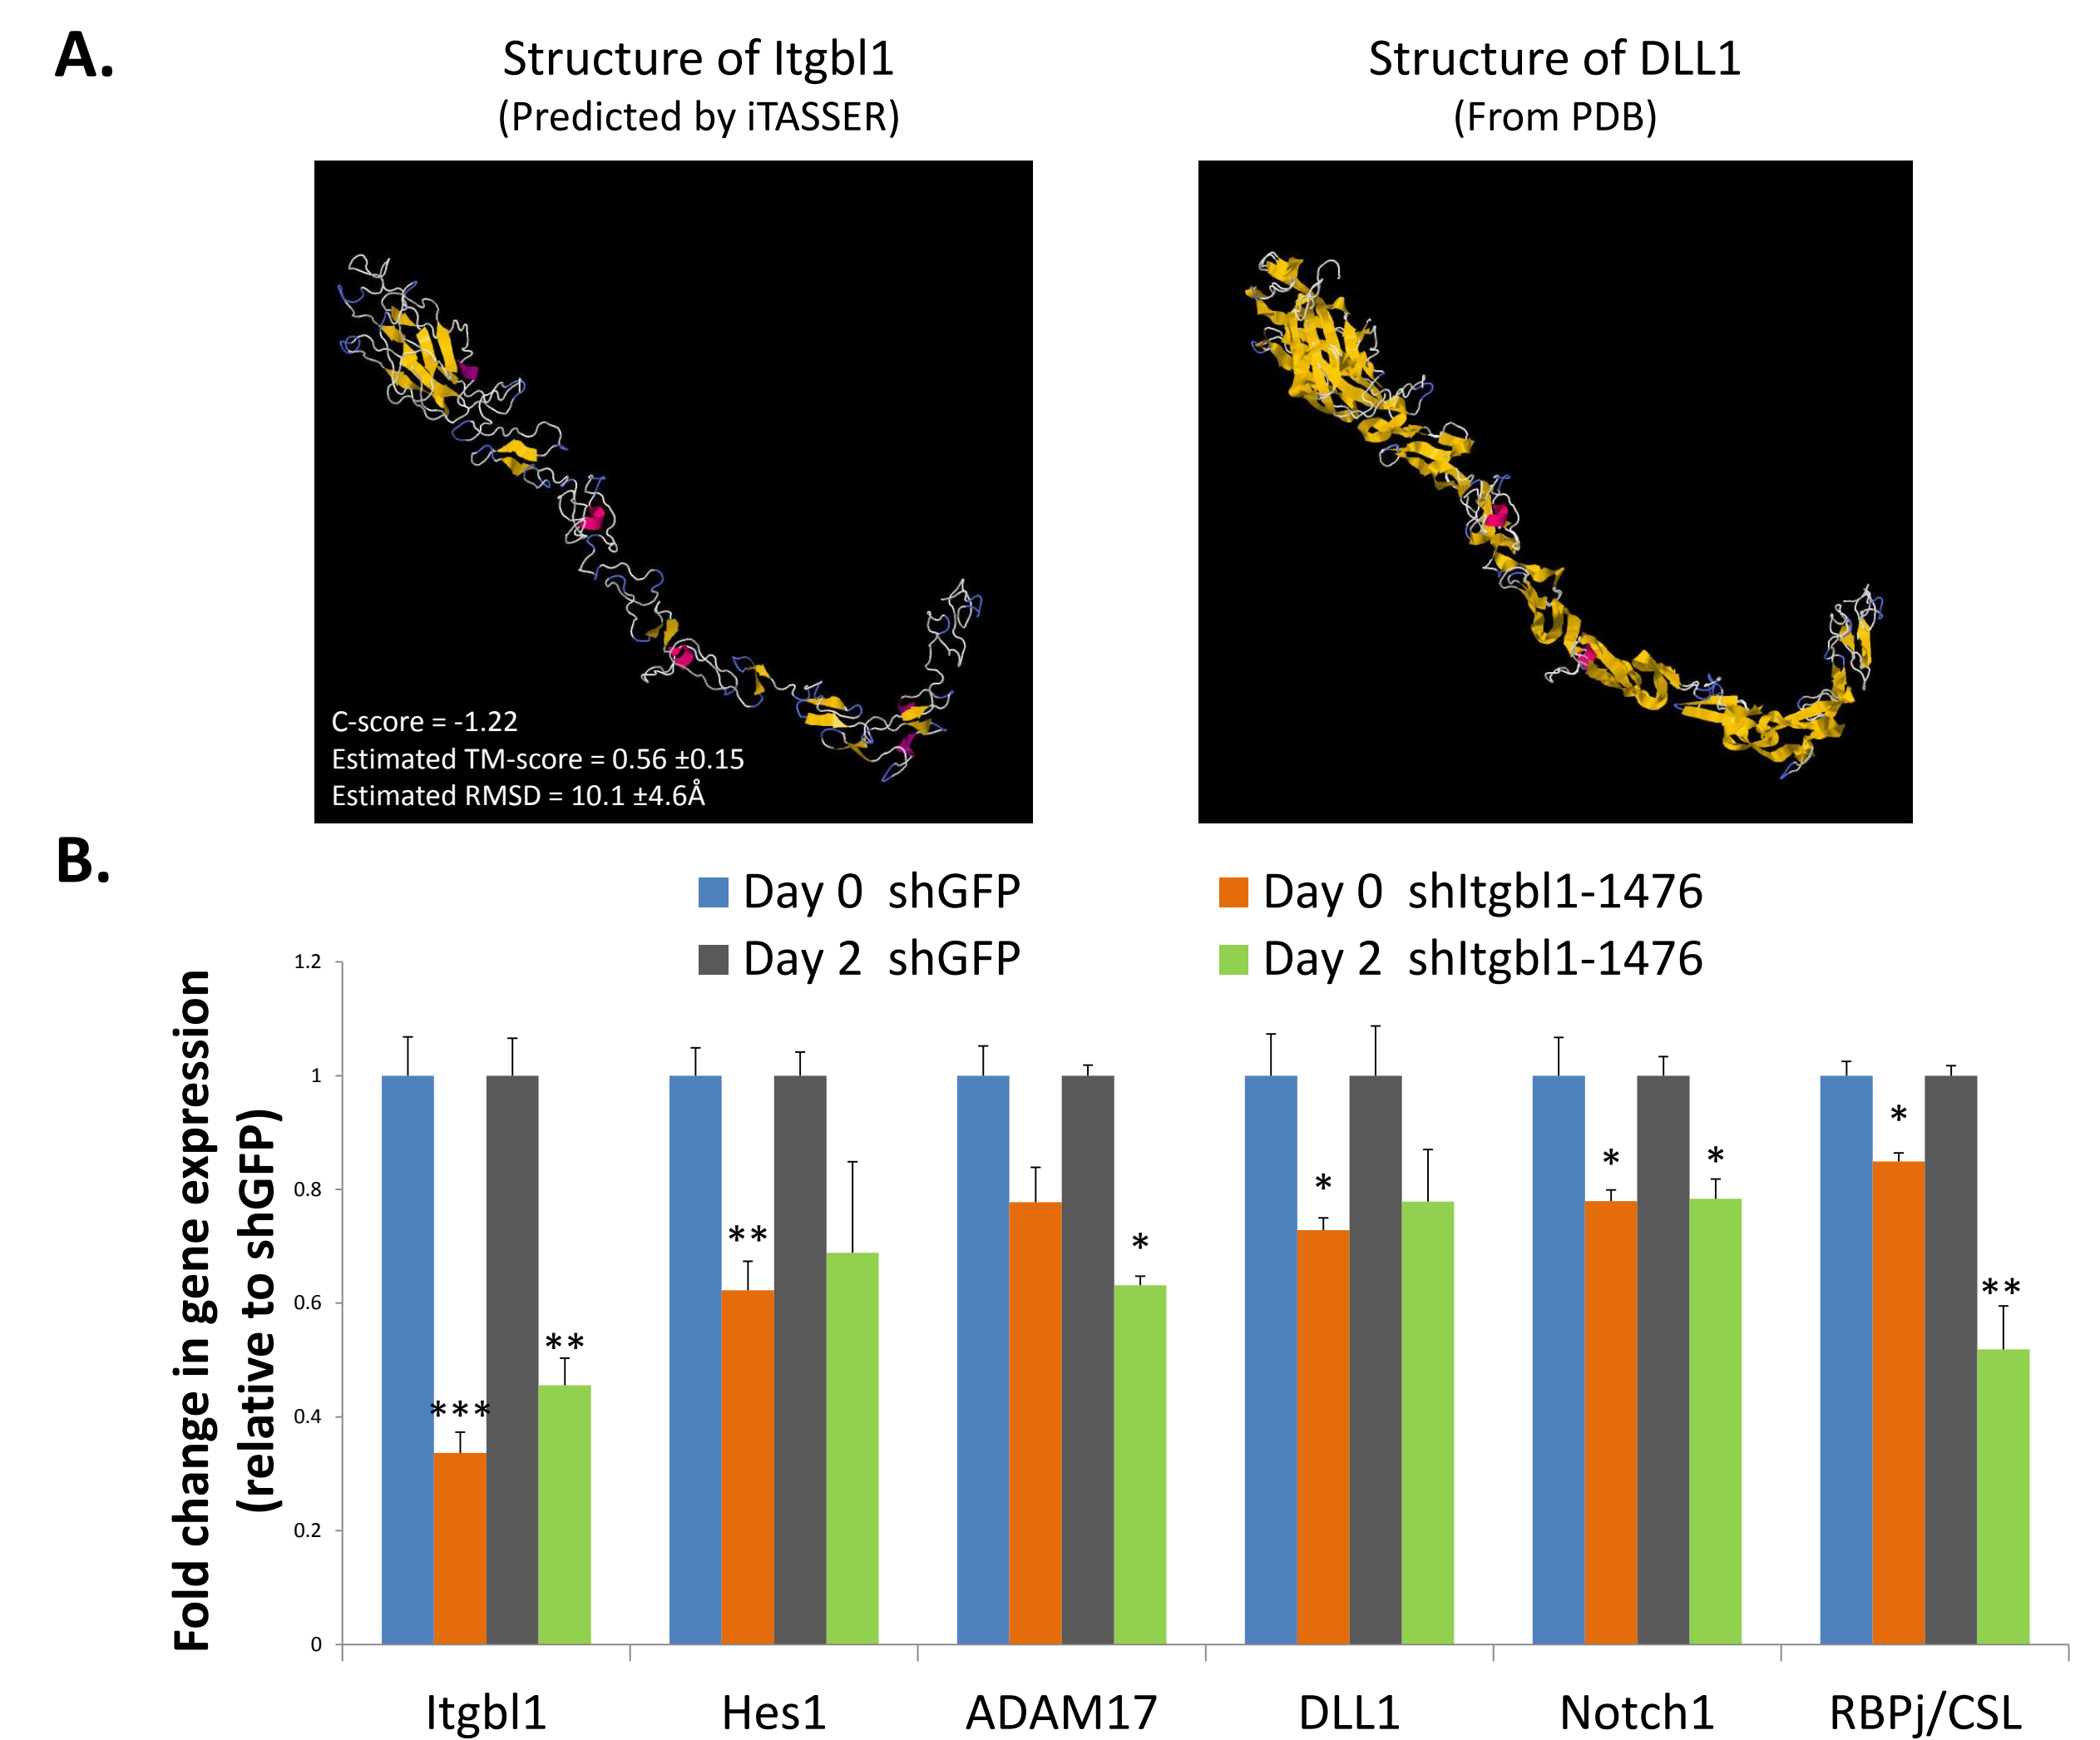 A.
Structure of Itgbl1
(Predicted by iTASSER)
Structure of DLL1
(From PDB)
C-score = -1.22
Estimated TM-score = 0.56 ±0.15
Estimated RMSD = 10.1 ±4.6Å
B.
Day 0 shGFP
Day 0 shItgbl1-1476
Day 2 shGFP
Day 2 shItgbl1-1476
Fold change in gene expression
(relative to shGFP)
1.2
1
0.8
0.6
0.4
0.2
0
***
**
**
*
*
*
*
*
**
Itgbl1
Hes1
ADAM17
DLL1
Notch1
RBPj/CSL